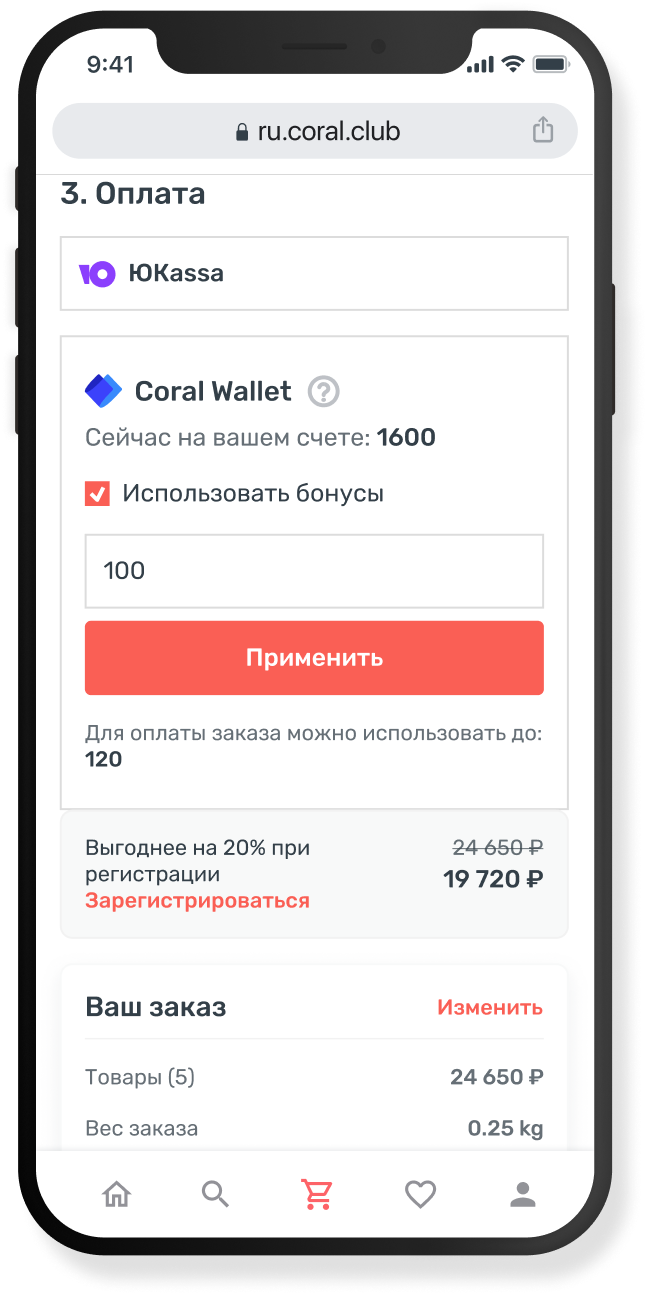 9:41
ru.coral.club
3. Оплата
ЮKassa
Coral Wallet ?
Сейчас на вашем счете: 1600
Использовать бонусы
100
Применить
Для оплаты заказа можно использовать до:
120
Выгоднее на 20% при
регистрации
Зарегистрироваться
24 650 ₽
19 720 ₽
Ваш заказ Изменить
Товары (5) 24 650 ₽
Вес заказа 0.25 kg